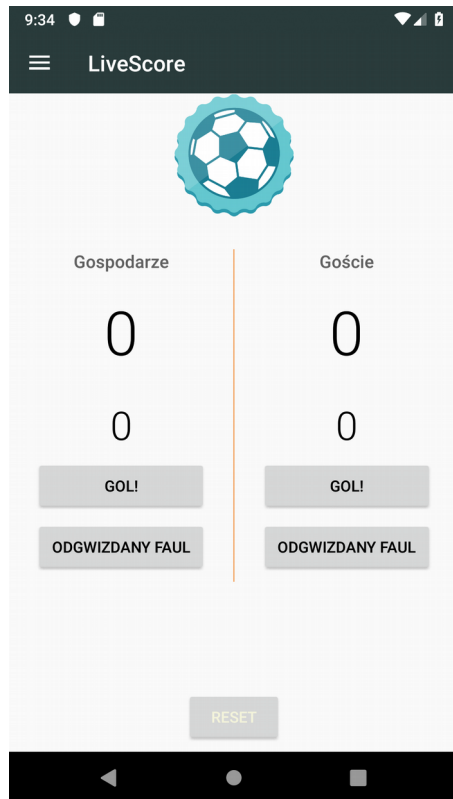 9:34
LiveScore
Gospodarze
Goście
0
0
0
0
GOL!
GOL!
ODGWIZDANY FAUL
ODGWIZDANY FAUL
RESET